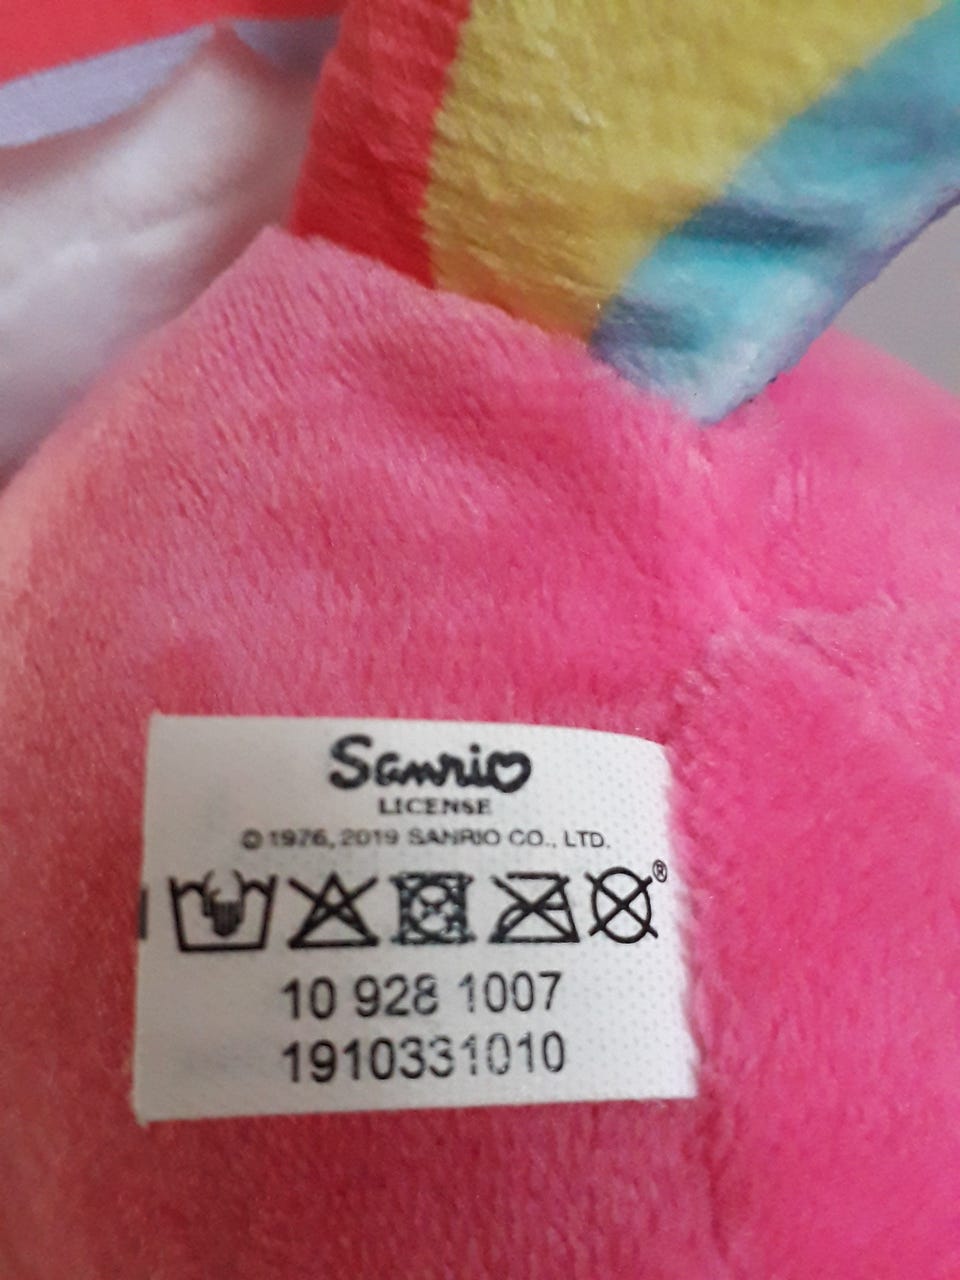 Sanrio
LICENSE
© 1976, 2019 SANRIO CO., LTD.
®
10 928 1007
1910331010